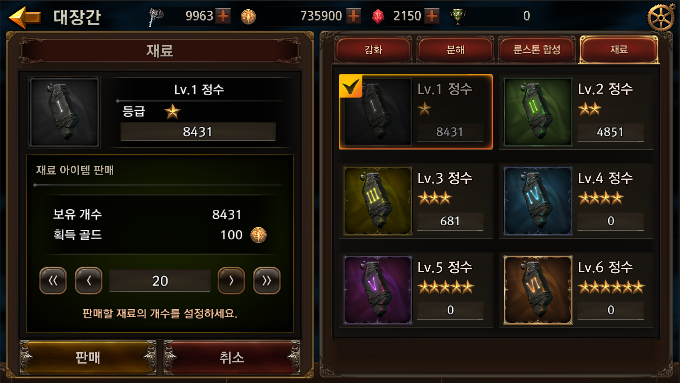 대장간
9963
735900
2150
0
재료
Lv.1 정수
등급
8431
재료 아이템 판매
보유 개수 8431
획득 골드 100
20
판매할 재료의 개수를 설정하세요.
판매
취소
강화
분해
룬스톤 합성
재료
I
Lv.1 정수
8431
II
Lv.2 정수
4851
III
Lv.3 정수
681
IV
Lv.4 정수
0
V
Lv.5 정수
0
VI
Lv.6 정수
0